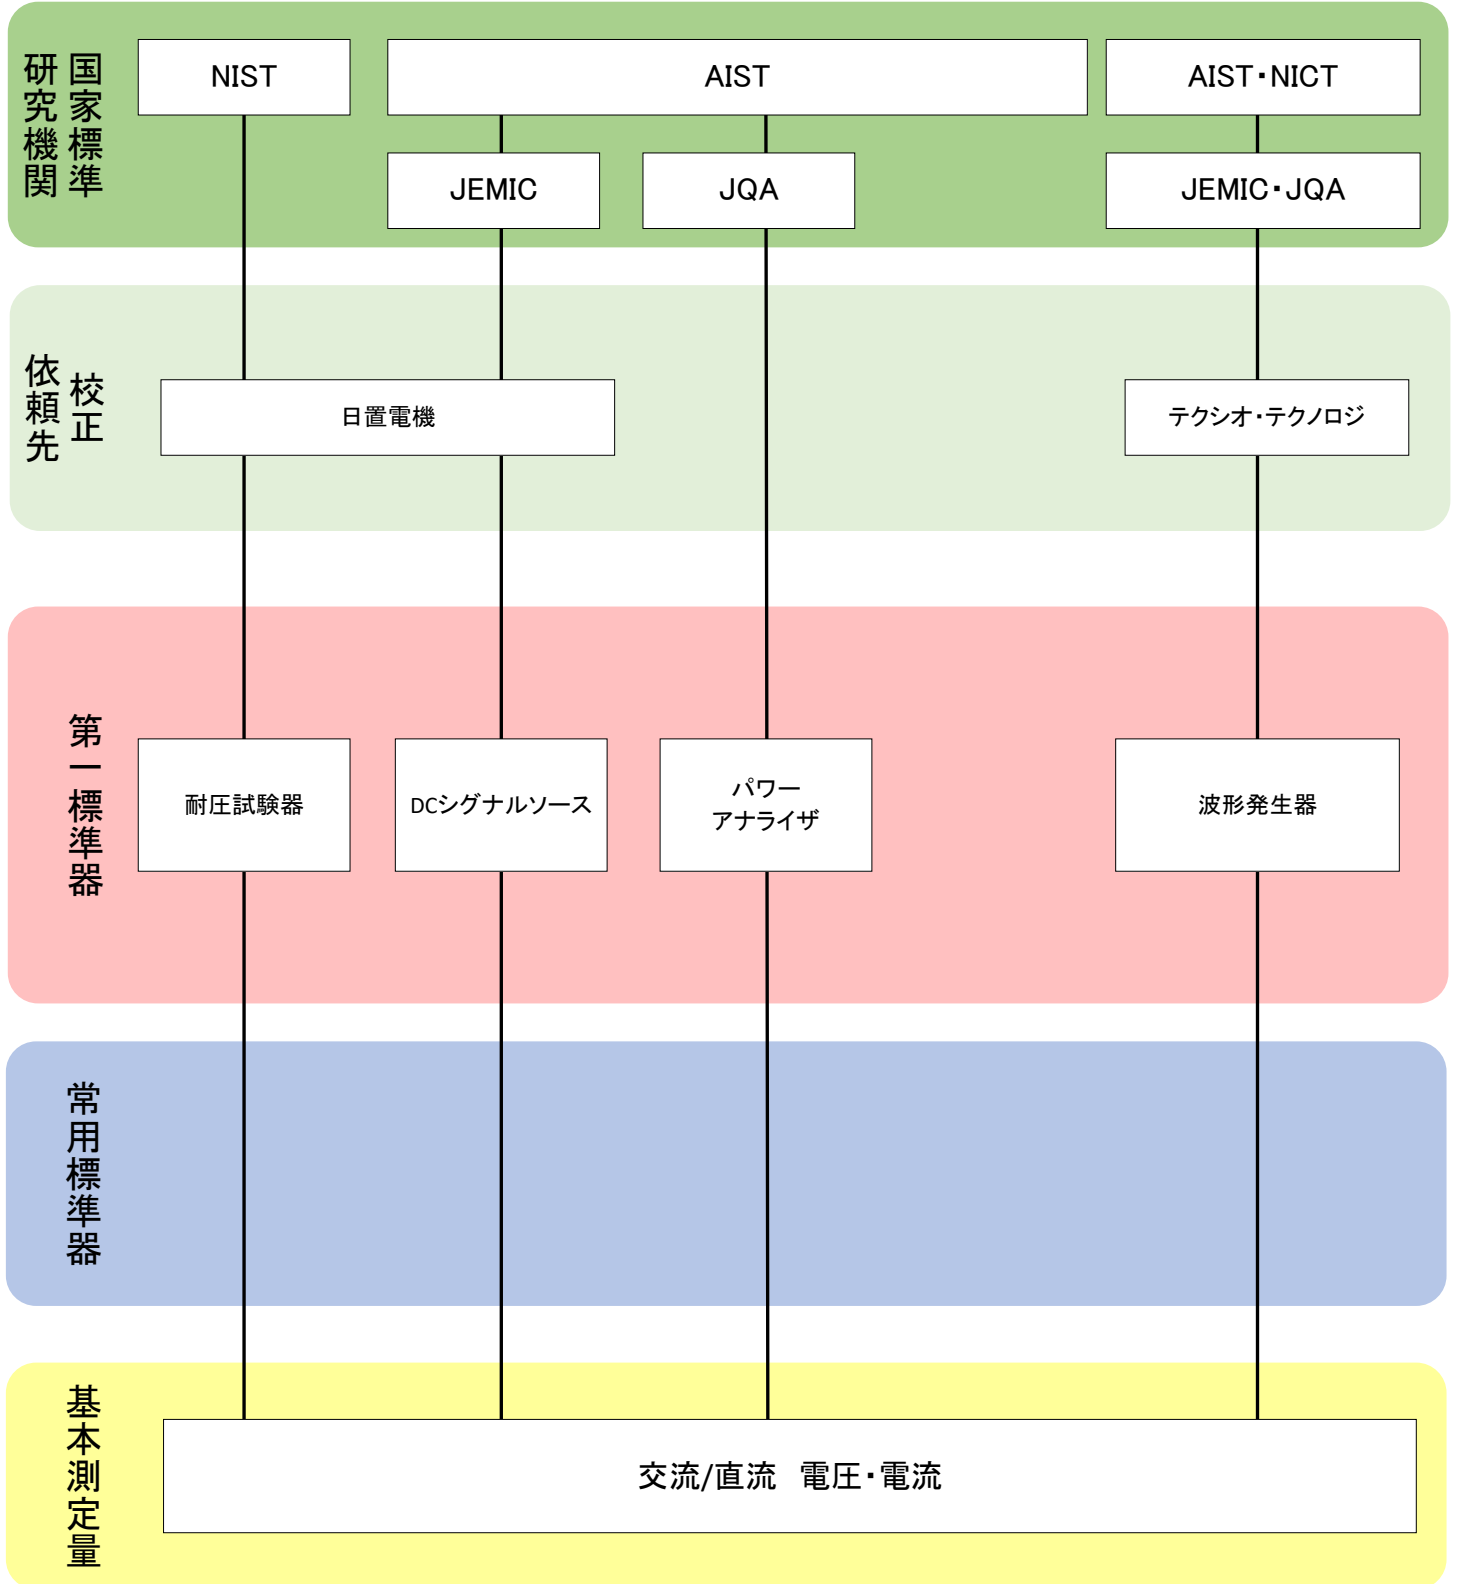 国家標準
研究機関
NIST
AIST
AIST・NICT
JEMIC
JQA
JEMIC・JQA
校正
依頼先
日置電機
テクシオ・テクノロジ
第一標準器
耐圧試験器
DCシグナルソース
パワー
アナライザ
波形発生器
常用標準器
基本測定量
交流/直流　電圧・電流